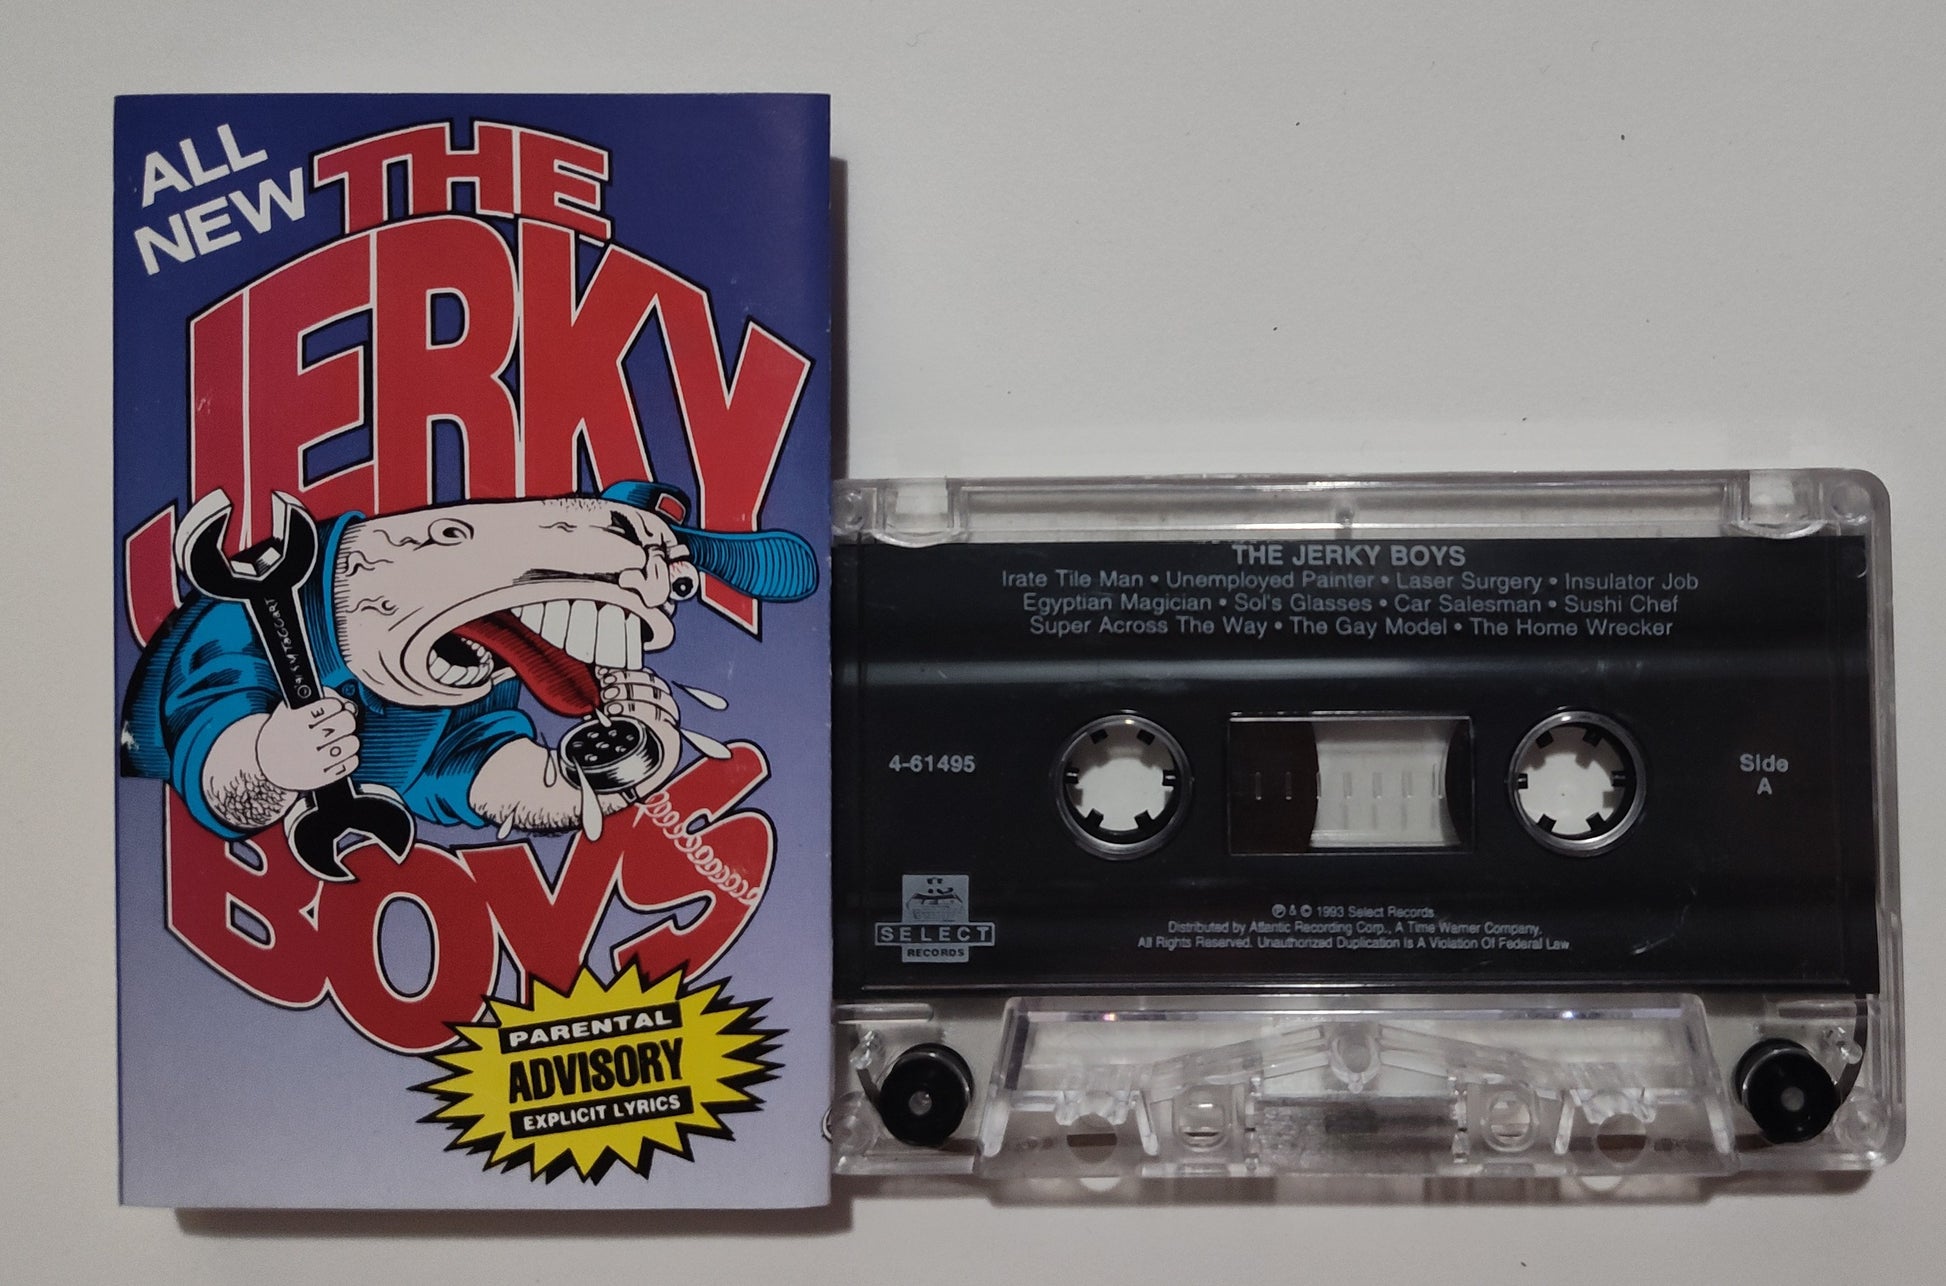 ALL
NEW
THE
JERKY
BOYS
LOVE
PARENTAL
ADVISORY
EXPLICIT LYRICS
THE JERKY BOYS
Irate Tile Man • Unemployed Painter • Laser Surgery • Insulator Job
Egyptian Magician • Sol's Glasses • Car Salesman • Sushi Chef
Super Across The Way • The Gay Model • The Home Wrecker
4-61495
Side
A
SELECT
RECORDS
℗ & © 1993 Select Records
Distributed by Atlantic Recording Corp., A Time Warner Company.
All Rights Reserved. Unauthorized Duplication Is A Violation Of Federal Law